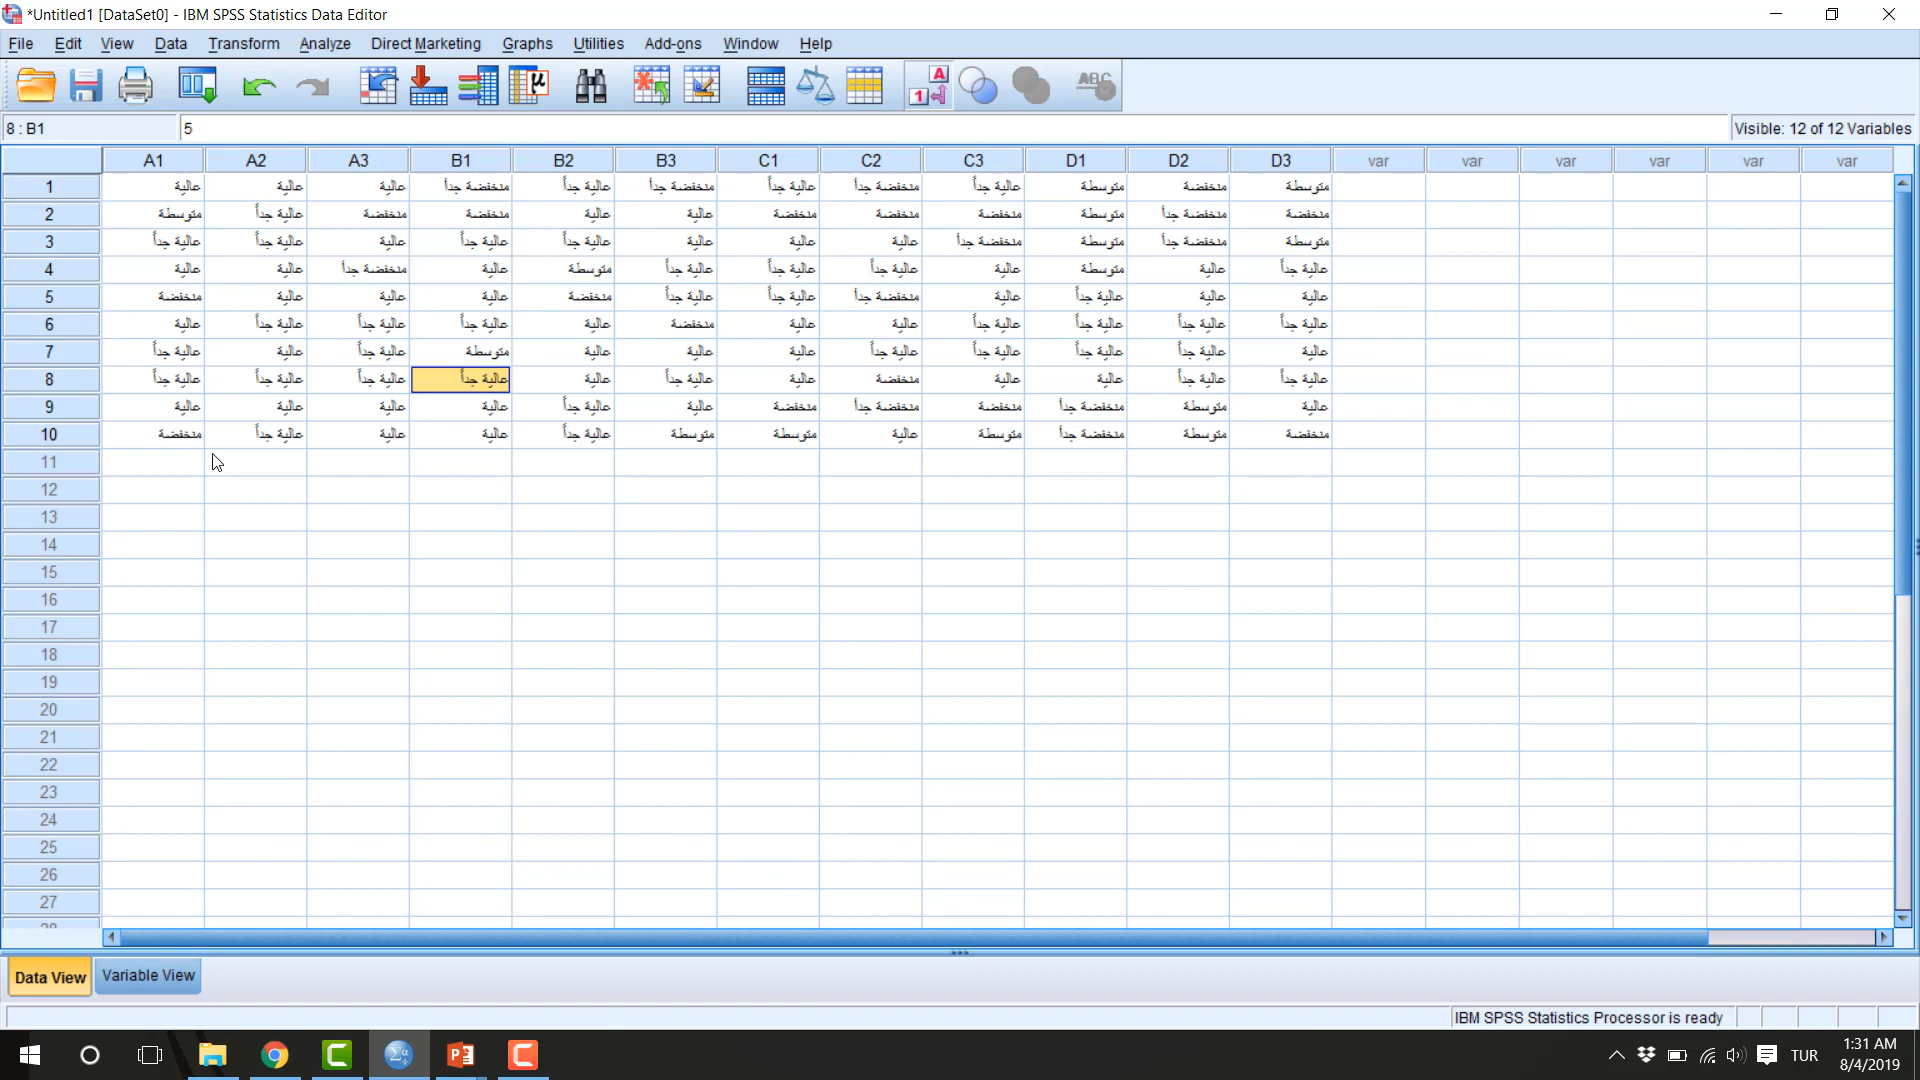 *Untitled1 [DataSet0] - IBM SPSS Statistics Data Editor
File Edit View Data Transform Analyze Direct Marketing Graphs Utilities Add-ons Window Help
8 : B1 5 Visible: 12 of 12 Variables
A1 A2 A3 B1 B2 B3 C1 C2 C3 D1 D2 D3 var var var var var var
1 عالية عالية عالية منخفضة جداً عالية جداً منخفضة جداً عالية جداً منخفضة جداً عالية جداً متوسطة منخفضة متوسطة
2 متوسطة عالية جداً منخفضة منخفضة عالية عالية منخفضة منخفضة منخفضة متوسطة منخفضة جداً منخفضة
3 عالية جداً عالية جداً عالية عالية جداً عالية جداً عالية عالية عالية منخفضة جداً متوسطة منخفضة جداً متوسطة
4 عالية عالية منخفضة جداً عالية متوسطة عالية جداً عالية جداً عالية جداً عالية متوسطة عالية عالية جداً
5 منخفضة عالية عالية عالية منخفضة عالية جداً عالية جداً منخفضة جداً عالية عالية جداً عالية عالية
6 عالية عالية جداً عالية جداً عالية جداً عالية منخفضة عالية عالية عالية جداً عالية جداً عالية جداً عالية جداً
7 عالية جداً عالية عالية جداً متوسطة عالية عالية عالية عالية جداً عالية جداً عالية جداً عالية جداً عالية
8 عالية جداً عالية جداً عالية جداً عالية جداً عالية عالية جداً عالية منخفضة عالية عالية عالية جداً عالية جداً
9 عالية عالية عالية عالية عالية جداً عالية منخفضة منخفضة جداً منخفضة منخفضة جداً متوسطة عالية
10 منخفضة عالية جداً عالية عالية عالية جداً متوسطة متوسطة عالية متوسطة منخفضة جداً متوسطة منخفضة
11
12
13
14
15
16
17
18
19
20
21
22
23
24
25
26
27
28
Data View Variable View
IBM SPSS Statistics Processor is ready
TUR 1:31 AM
8/4/2019